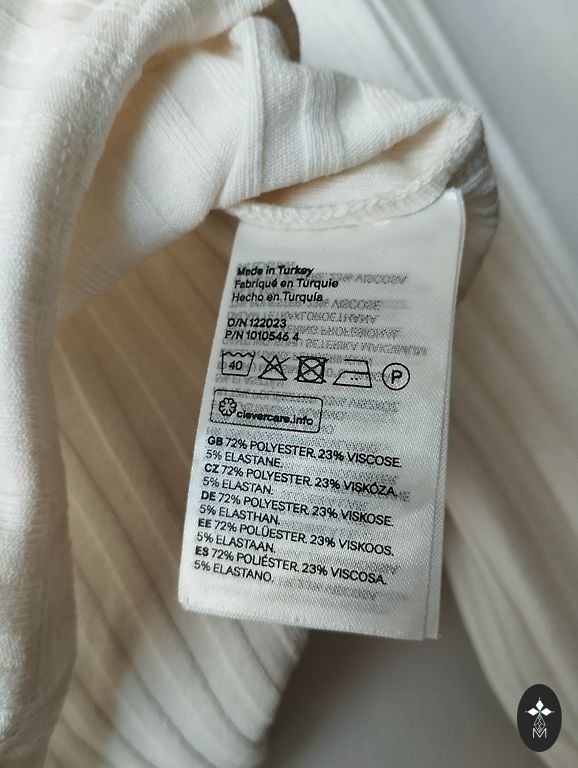 Made in Turkey
Fabriqué en Turquie
Hecho en Turquía
O/N 122023
P/N 1010546 4
40
P
clevercare.info
GB 72% POLYESTER. 23% VISCOSE.
5% ELASTANE.
CZ 72% POLYESTER. 23% VISKÓZA.
5% ELASTAN.
DE 72% POLYESTER. 23% VISKOSE.
5% ELASTHAN.
EE 72% POLÜESTER. 23% VISKOOS.
5% ELASTAAN.
ES 72% POLIÉSTER. 23% VISCOSA.
5% ELASTANO.
M